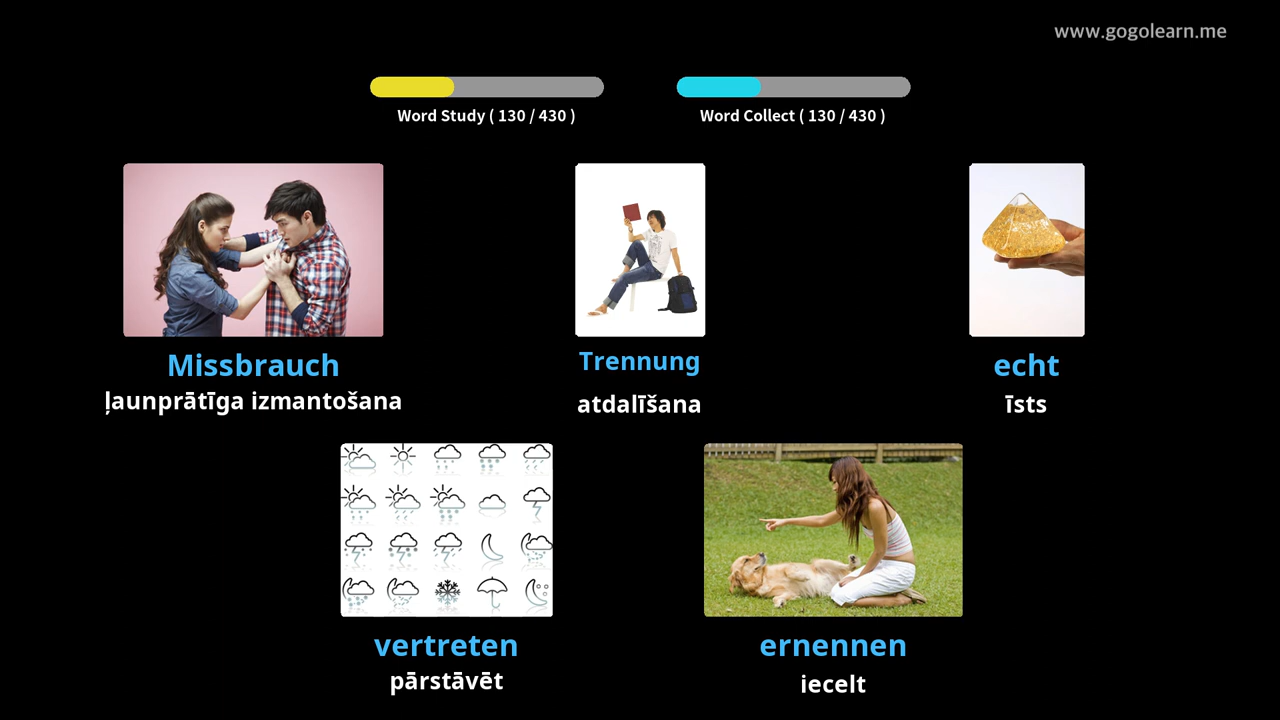 www.gogolearn.me
Word Study ( 130 / 430 )
Word Collect ( 130 / 430 )
Missbrauch
ļaunprātīga izmantošana
Trennung
atdalīšana
echt
īsts
vertreten
pārstāvēt
ernennen
iecelt